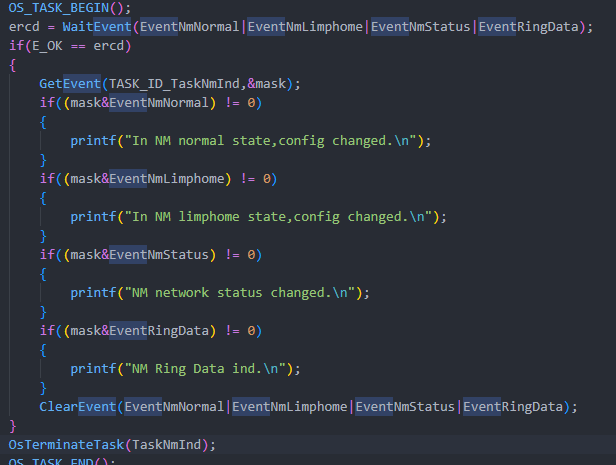 OS_TASK_BEGIN();
ercd = WaitEvent(EventNmNormal|EventNmLimphome|EventNmStatus|EventRingData);
if(E_OK == ercd)
{
    GetEvent(TASK_ID_TaskNmInd,&mask);
    if((mask&EventNmNormal) != 0)
    {
        printf("In NM normal state,config changed.\n");
    }
    if((mask&EventNmLimphome) != 0)
    {
        printf("In NM limphome state,config changed.\n");
    }
    if((mask&EventNmStatus) != 0)
    {
        printf("NM network status changed.\n");
    }
    if((mask&EventRingData) != 0)
    {
        printf("NM Ring Data ind.\n");
    }
    ClearEvent(EventNmNormal|EventNmLimphome|EventNmStatus|EventRingData);
}
OsTerminateTask(TaskNmInd);
OS_TASK_END();